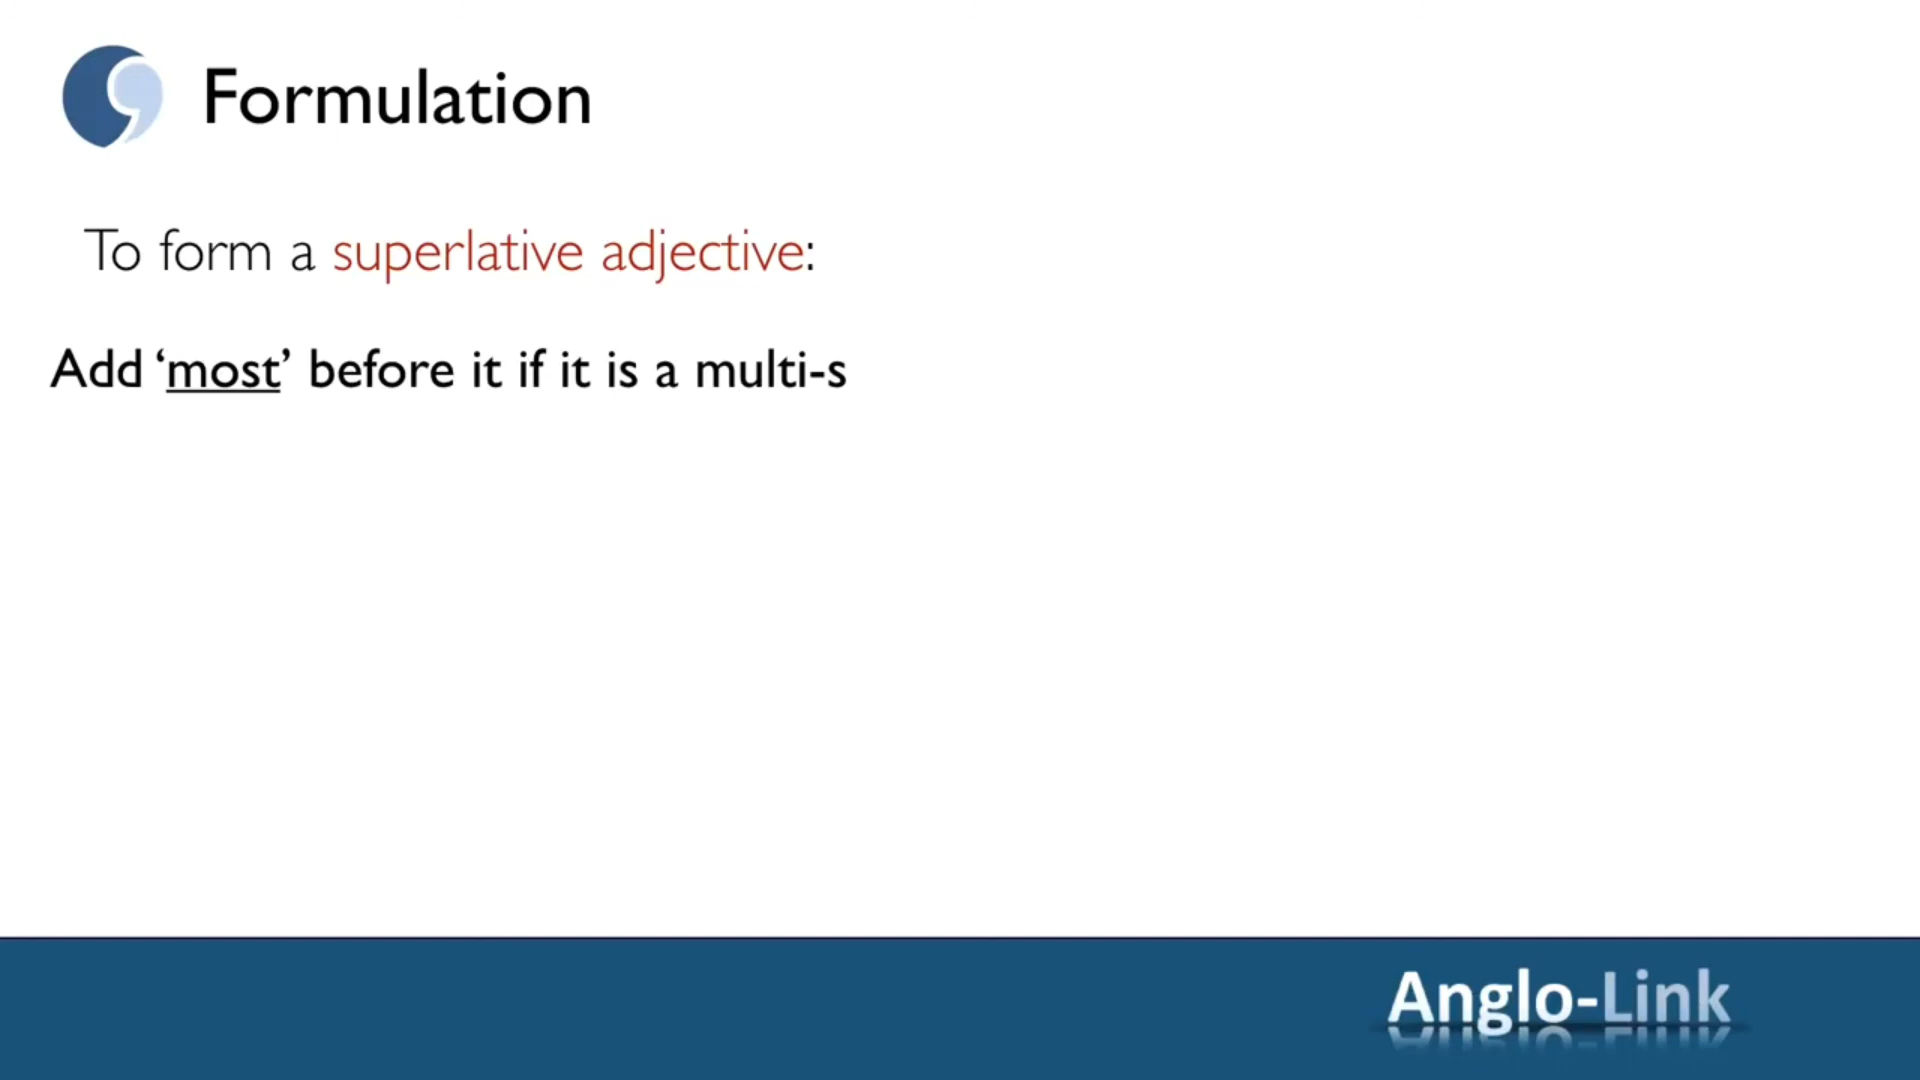 Formulation
To form a superlative adjective:
Add ‘most’ before it if it is a multi-s
Anglo-Link